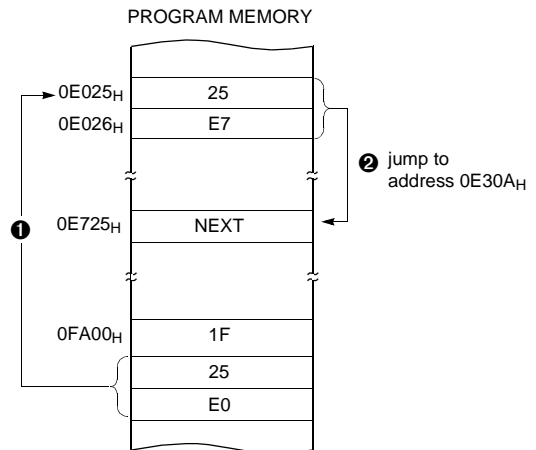 PROGRAM MEMORY
0E025H 25
0E026H E7
❷ jump to
address 0E30AH
❶
0E725H NEXT
0FA00H 1F
25
E0